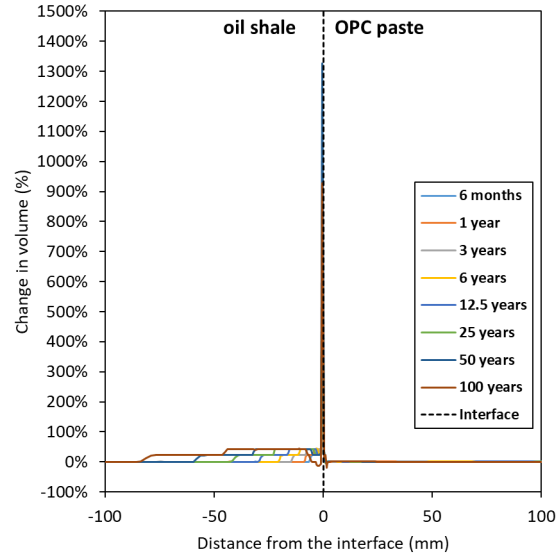 oil shale OPC paste
1500%
1400%
1300%
1200%
1100%
1000%
900%
800%
700%
600%
500%
400%
300%
200%
100%
0%
-100%
Change in volume (%)
6 months
1 year
3 years
6 years
12.5 years
25 years
50 years
100 years
Interface
-100 -50 0 50 100
Distance from the interface (mm)